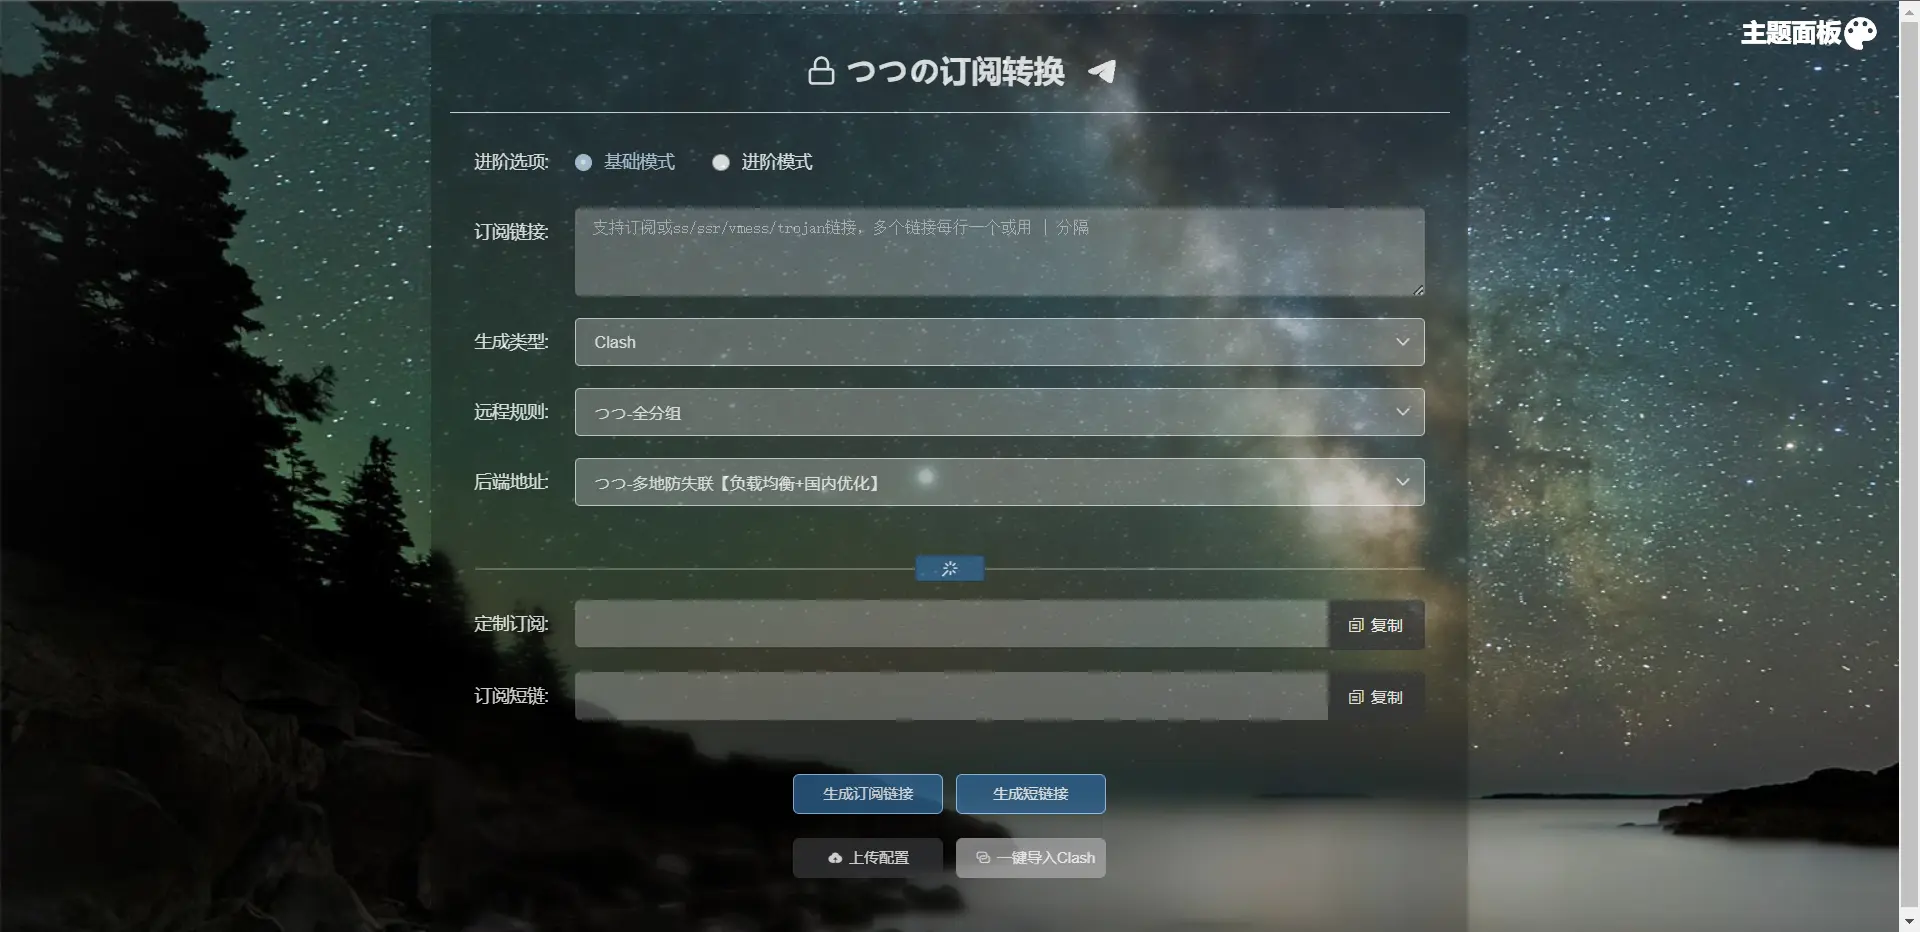 主题面板
つつの订阅转换
进阶选项: 基础模式 进阶模式
订阅链接: 支持订阅或ss/ssr/vmess/trojan链接，多个链接每行一个或用 | 分隔
生成类型: Clash
远程规则: つつ-全分组
后端地址: つつ-多地防失联【负载均衡+国内优化】
定制订阅: 复制
订阅短链: 复制
生成订阅链接 生成短链接
上传配置 一键导入Clash